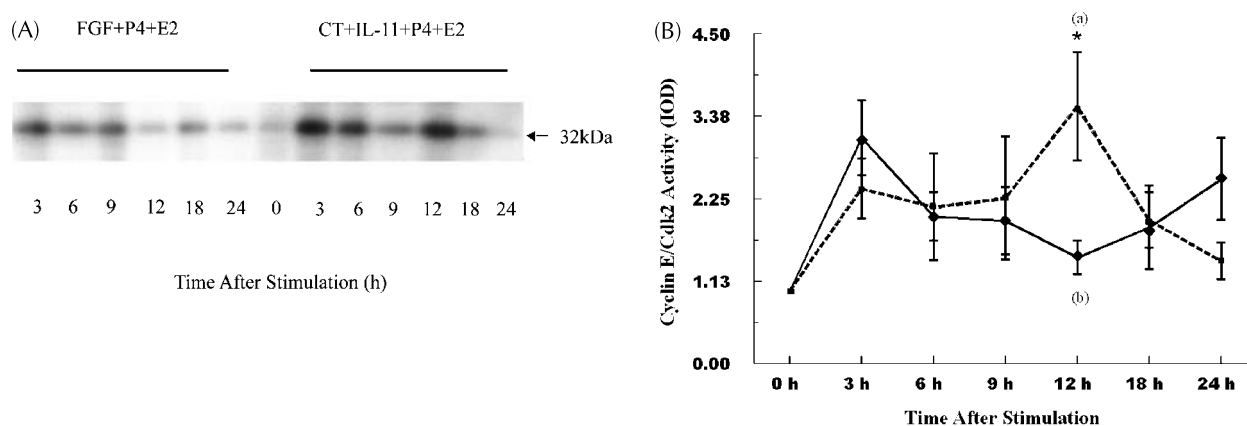 (A)
FGF+P4+E2
CT+IL-11+P4+E2
32kDa
3 6 9 12 18 24 0 3 6 9 12 18 24
Time After Stimulation (h)
(B)
(a)
*
4.50
3.38
2.25
1.13
0.00
Cyclin E/Cdk2 Activity (IOD)
(b)
0 h 3 h 6 h 9 h 12 h 18 h 24 h
Time After Stimulation